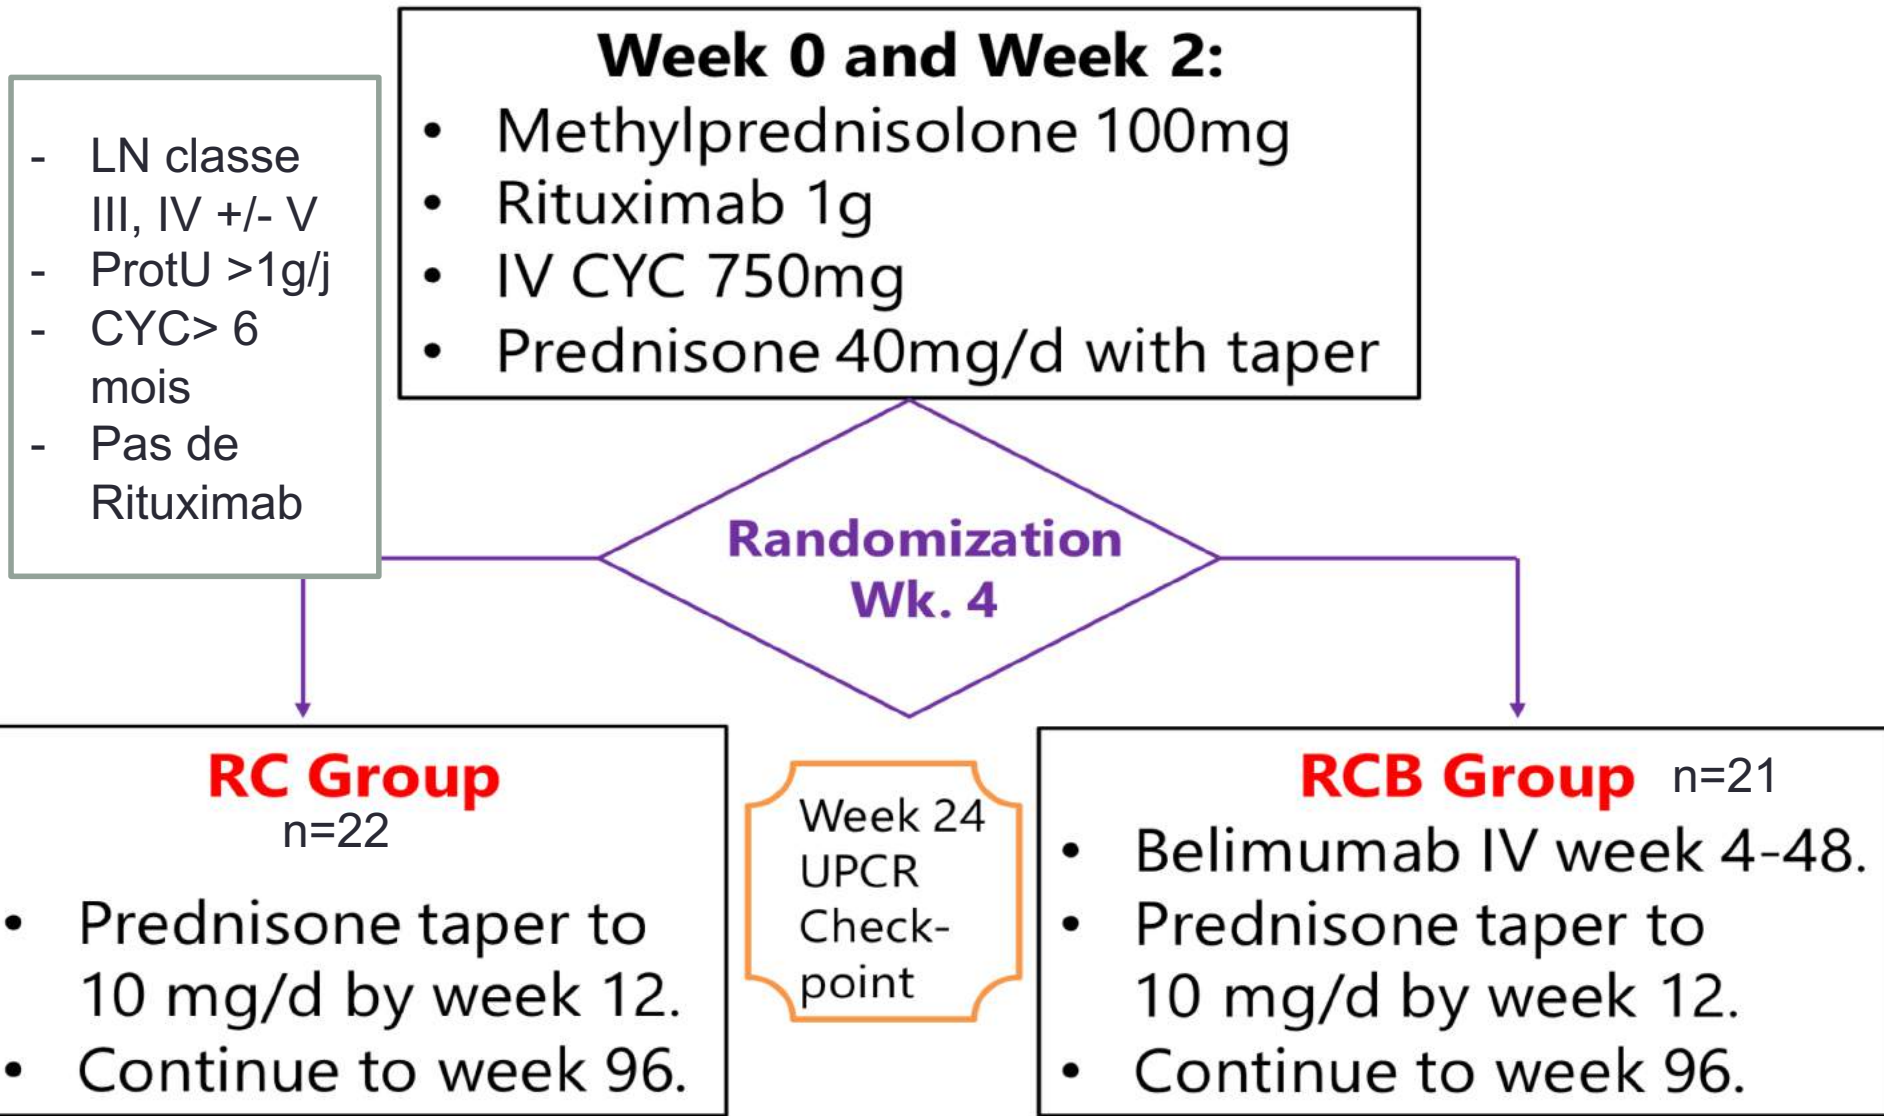 Week 0 and Week 2:
• Methylprednisolone 100mg
• Rituximab 1g
• IV CYC 750mg
• Prednisone 40mg/d with taper
- LN classe
III, IV +/- V
- ProtU >1g/j
- CYC> 6
mois
- Pas de
Rituximab
Randomization
Wk. 4
RC Group
n=22
• Prednisone taper to
10 mg/d by week 12.
• Continue to week 96.
Week 24
UPCR
Check-
point
RCB Group n=21
• Belimumab IV week 4-48.
• Prednisone taper to
10 mg/d by week 12.
• Continue to week 96.